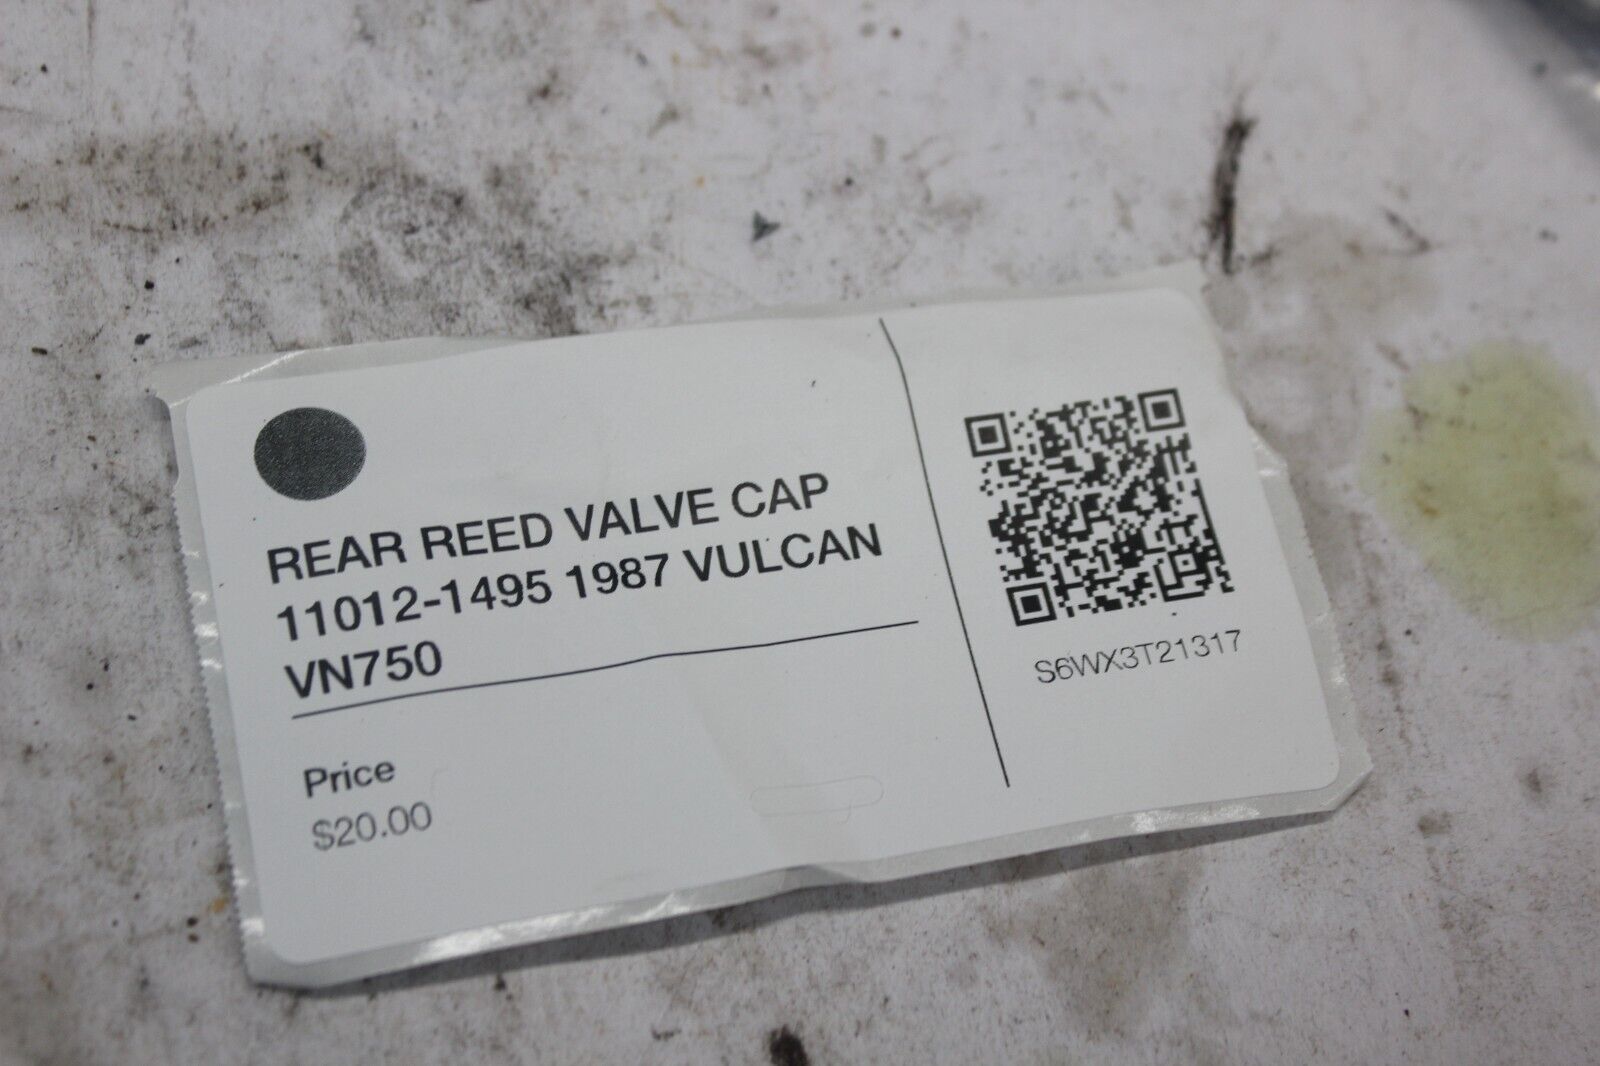 REAR REED VALVE CAP
11012-1495 1987 VULCAN
VN750
Price
$20.00
S6WX3T21317